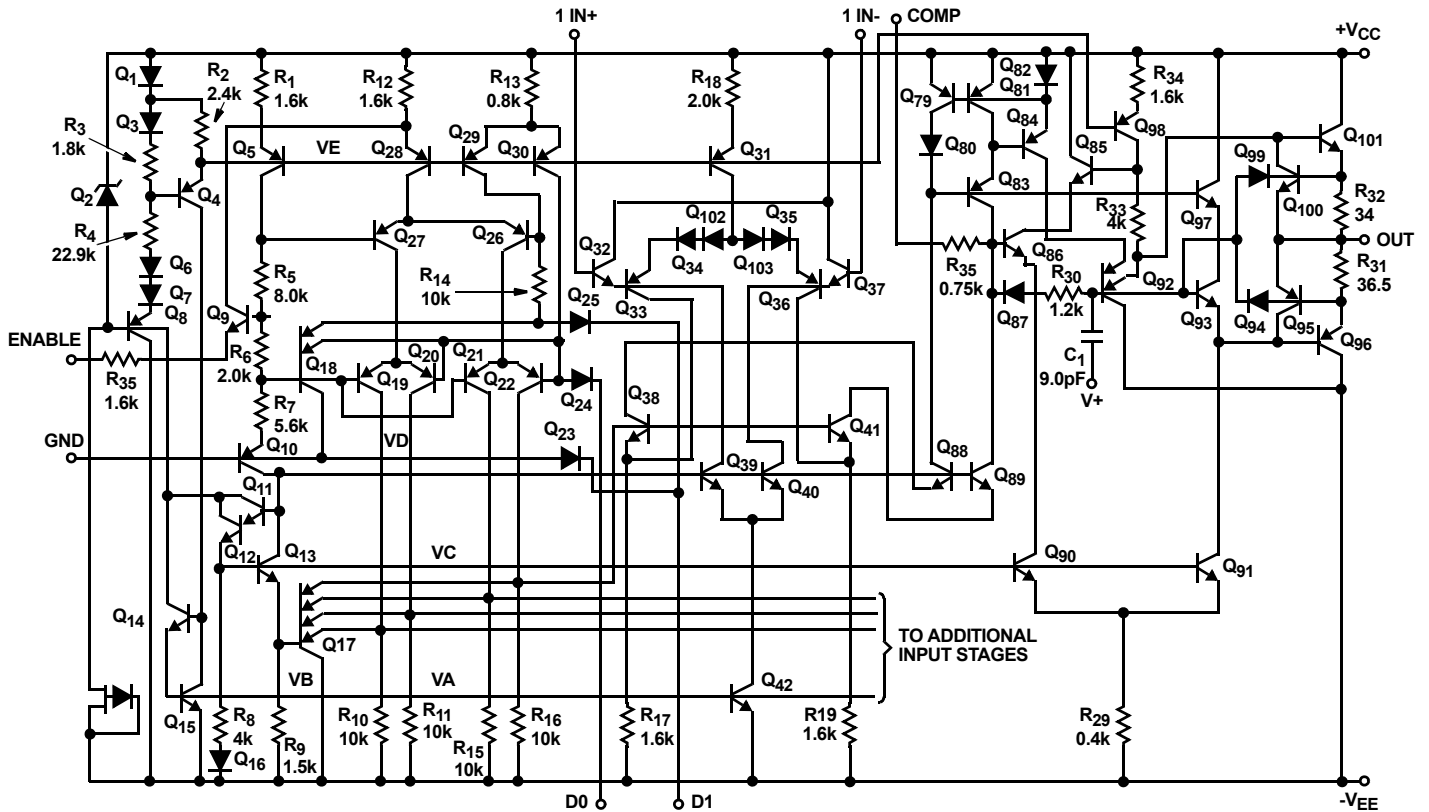 1 IN+
1 IN-
COMP
+VCC
Q1
R2
2.4k
R1
1.6k
R12
1.6k
R13
0.8k
R18
2.0k
Q82
Q81
R34
1.6k
Q79
Q3
R3
1.8k
Q84
Q98
Q101
Q5
VE
Q28
Q29
Q30
Q31
Q80
Q85
Q99
Q2
Q4
Q83
Q100
R32
34
R4
22.9k
Q27
Q26
Q32
Q102
Q35
R33
4k
Q97
OUT
Q6
Q7
R5
8.0k
R14
10k
Q34
Q103
Q86
R35
0.75k
R30
1.2k
Q92
R31
36.5
Q8
Q9
Q25
Q33
Q36
Q37
Q87
Q93
Q94
Q95
Q96
ENABLE
R35
1.6k
R6
2.0k
Q18
Q19
Q20
Q21
Q22
Q24
C1
9.0pF
V+
R7
5.6k
Q38
Q41
GND
Q10
VD
Q23
Q39
Q40
Q88
Q89
Q11
Q12
Q13
VC
Q90
Q91
Q14
Q17
TO ADDITIONAL
INPUT STAGES
VB
VA
Q42
Q15
R8
4k
Q16
R9
1.5k
R10
10k
R11
10k
R15
10k
R16
10k
R17
1.6k
R19
1.6k
R29
0.4k
D0
D1
-VEE